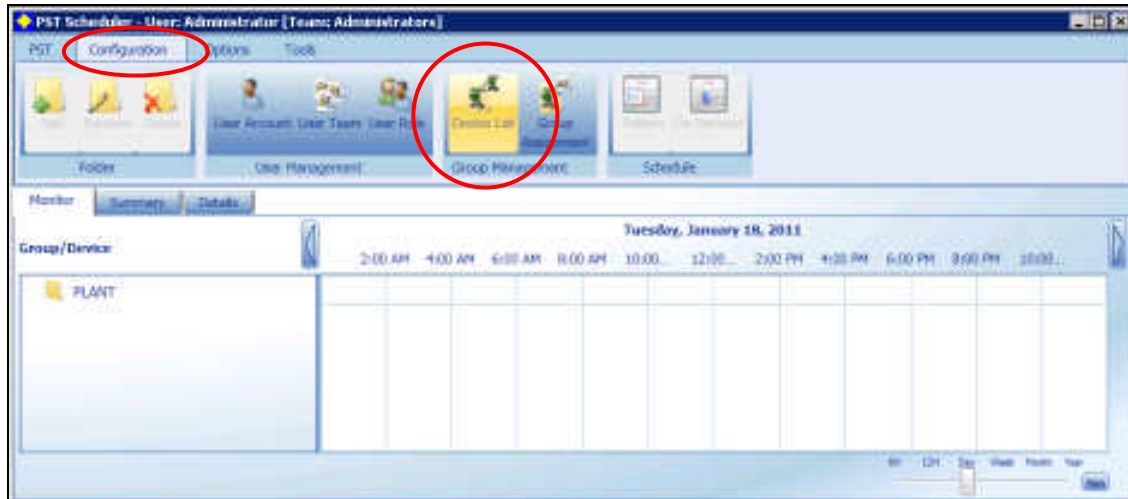 PST Scheduler - User: Administrator [Team: Administrators]
PST Configuration Options Tools
User Account User Team User Role Device List Group Assignment
Folder User Management Group Management Schedule
Monitor Summary Details
Tuesday, January 18, 2011
Group/Device
2:00 AM 4:00 AM 6:00 AM 8:00 AM 10:00... 12:00... 2:00 PM 4:00 PM 6:00 PM 8:00 PM 10:00...
PLANT
12H Day Week Month Year